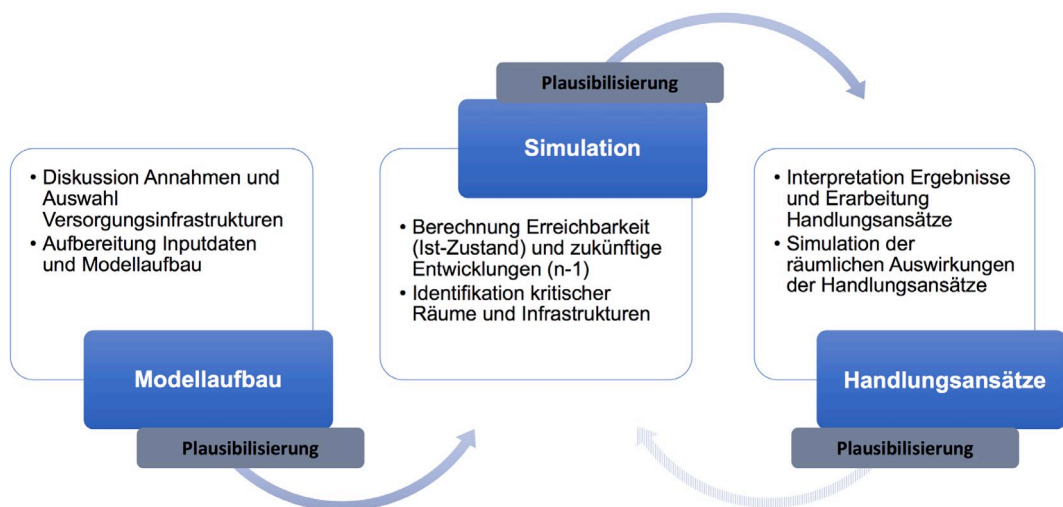 • Diskussion Annahmen und
Auswahl
Versorgungsinfrastrukturen
• Aufbereitung Inputdaten
und Modellaufbau
Modellaufbau
Plausibilisierung
Plausibilisierung
Simulation
• Berechnung Erreichbarkeit
(Ist-Zustand) und zukünftige
Entwicklungen (n-1)
• Identifikation kritischer
Räume und Infrastrukturen
• Interpretation Ergebnisse
und Erarbeitung
Handlungsansätze
• Simulation der
räumlichen Auswirkungen
der Handlungsansätze
Handlungsansätze
Plausibilisierung